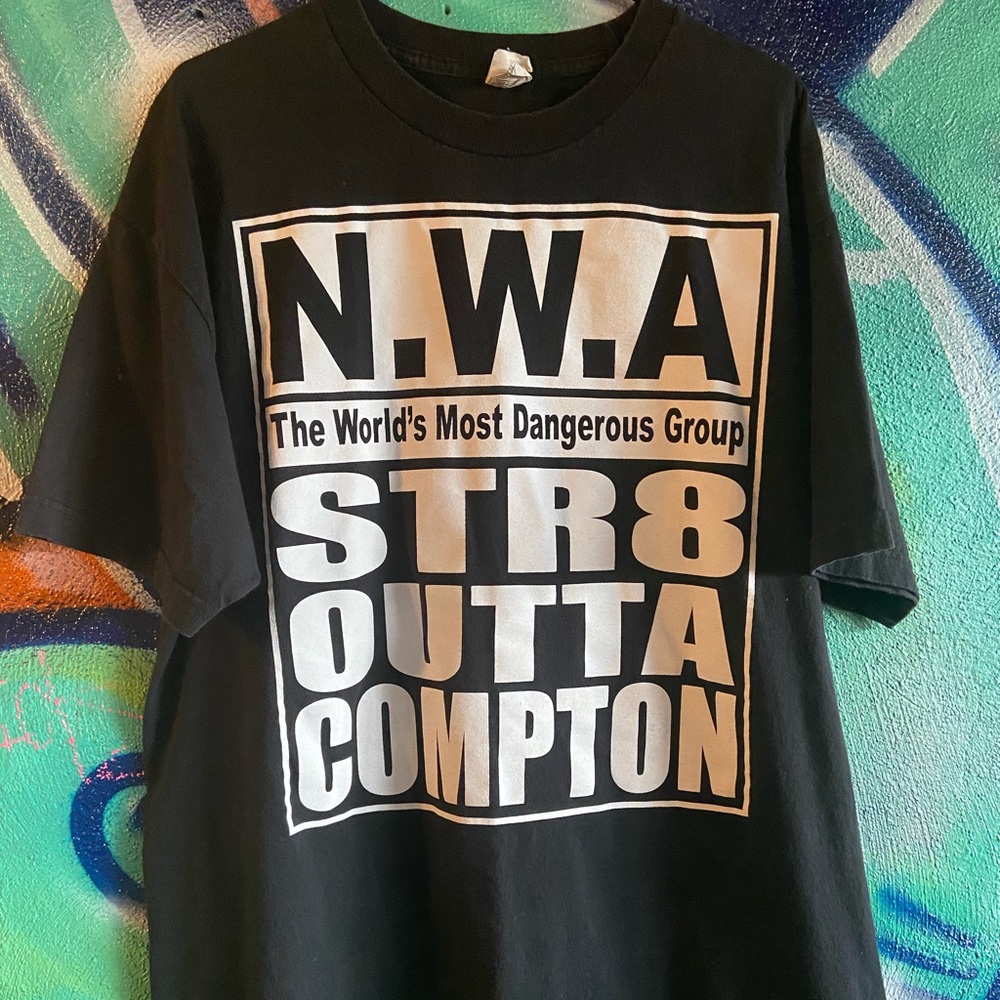 N.W.A
The World's Most Dangerous Group
STR8
OUTTA
COMPTON